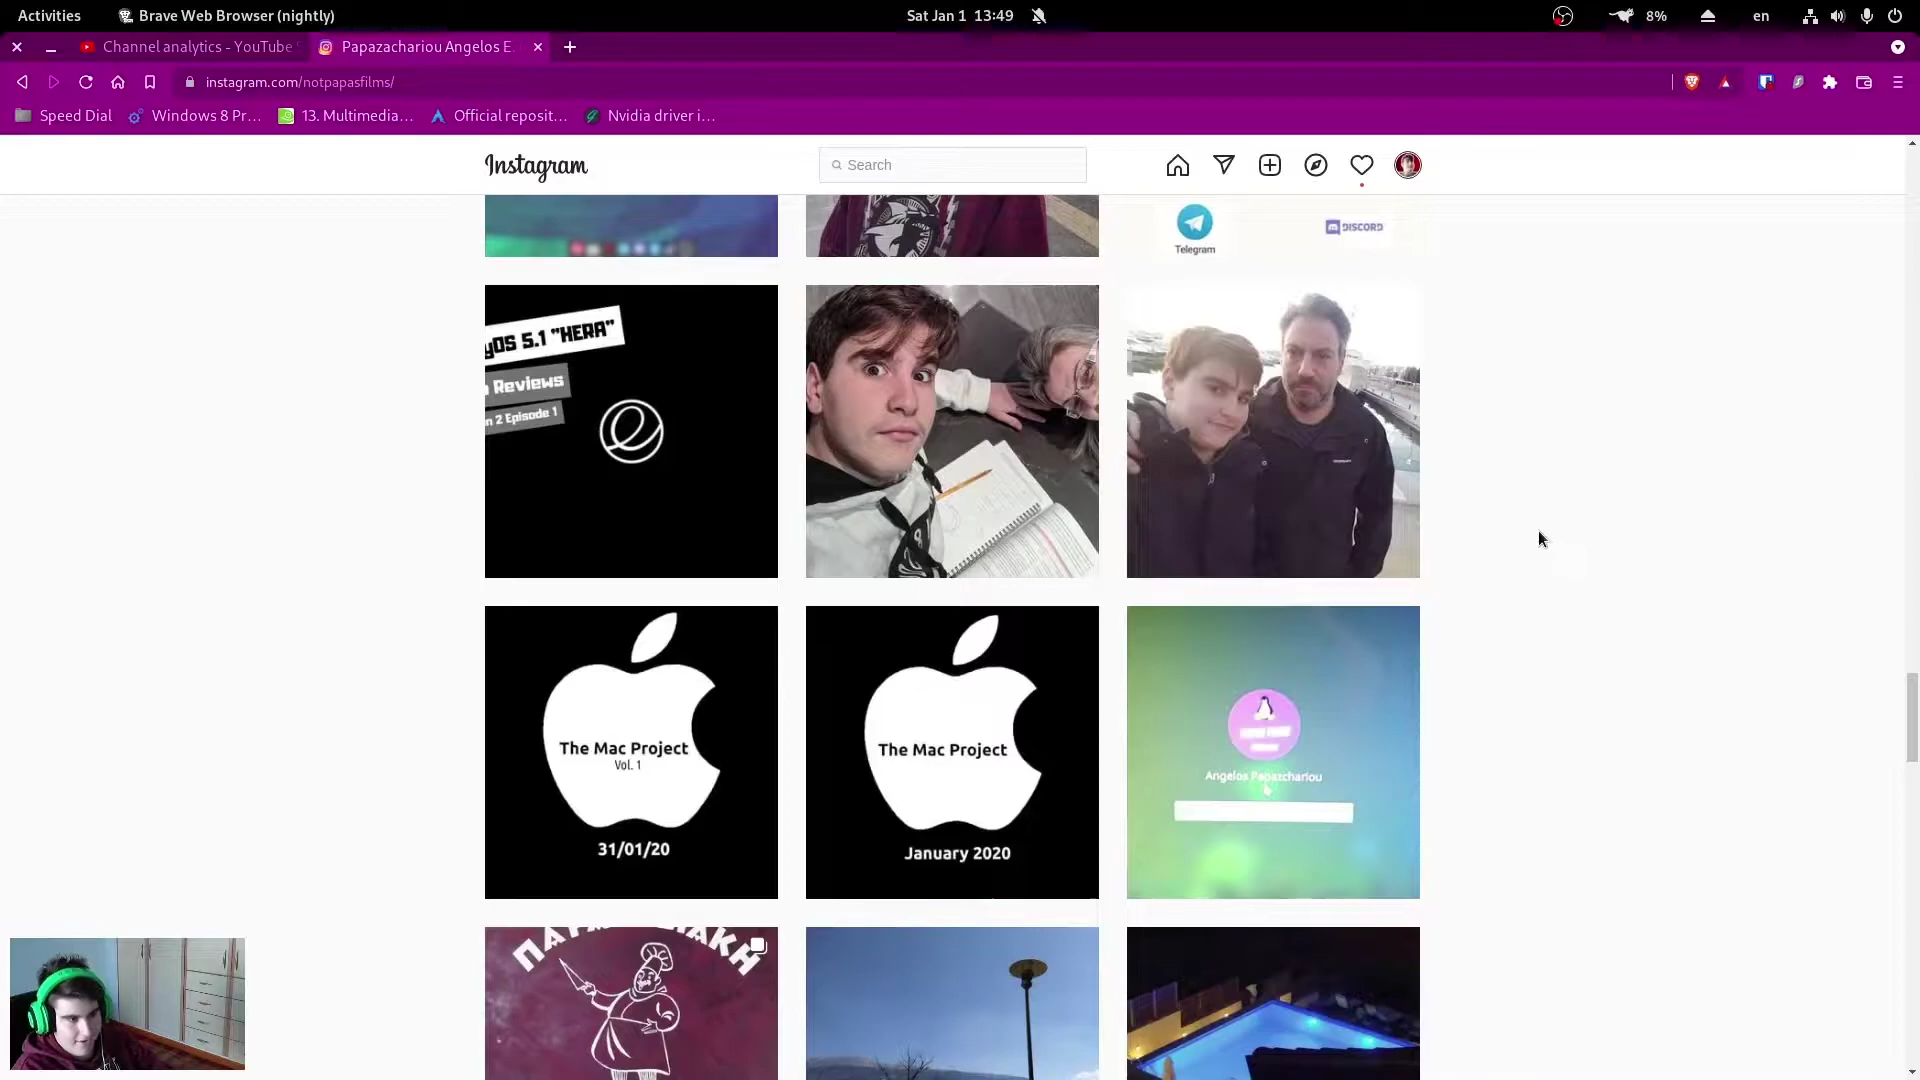 Activities
Brave Web Browser (nightly)
Sat Jan 1 13:49
8%
en
Channel analytics - YouTube
Papazachariou Angelos E.
instagram.com/notpapasfilms/
Speed Dial
Windows 8 Pr…
13. Multimedia…
Official reposit…
Nvidia driver i…
Instagram
Search
Telegram
DISCORD
yOS 5.1 "HERA"
Reviews
n 2 Episode 1
The Mac Project
Vol. 1
31/01/20
The Mac Project
January 2020
Angelos Papazchariou